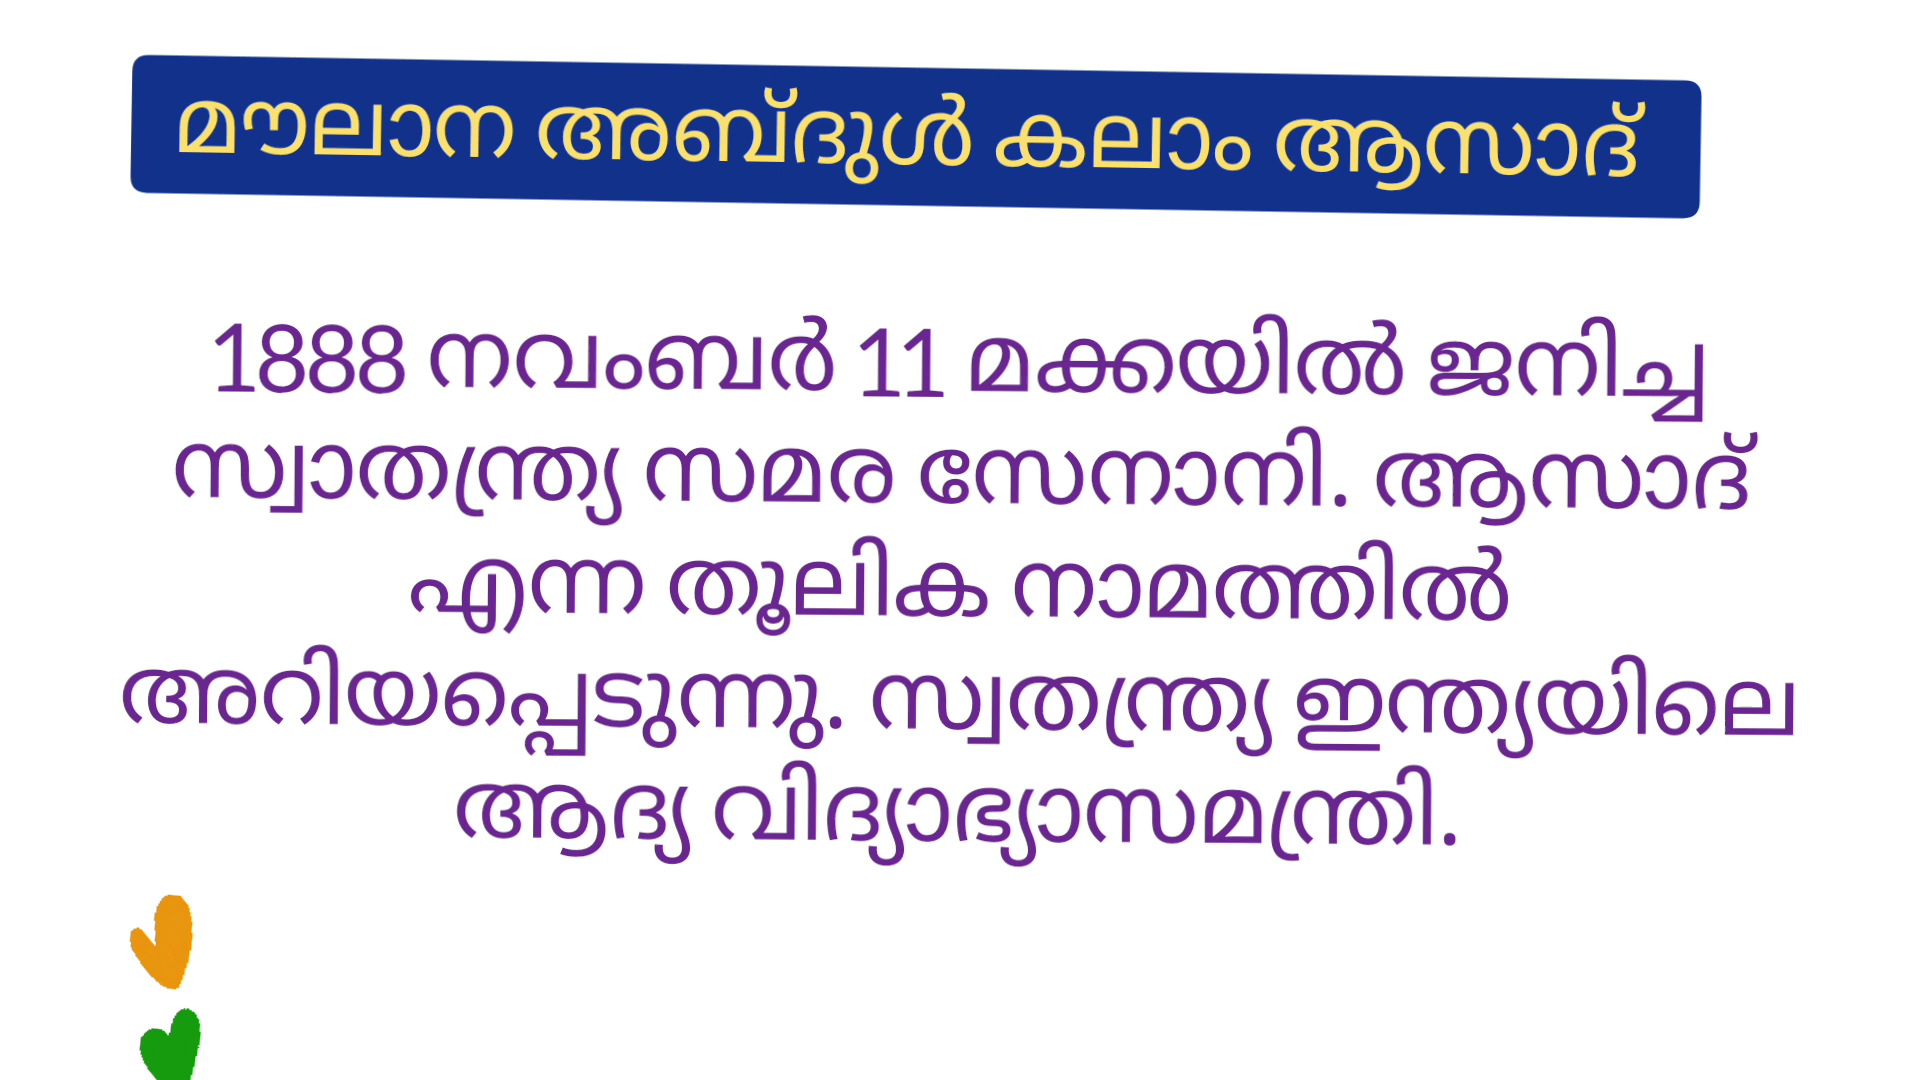 മൗലാന അബ്ദുൾ കലാം ആസാദ്
1888 നവംബർ 11 മക്കയിൽ ജനിച്ച
സ്വാതന്ത്ര്യ സമര സേനാനി. ആസാദ്
എന്ന തൂലിക നാമത്തിൽ
അറിയപ്പെടുന്നു. സ്വതന്ത്ര്യ ഇന്ത്യയിലെ
ആദ്യ വിദ്യാഭ്യാസമന്ത്രി.